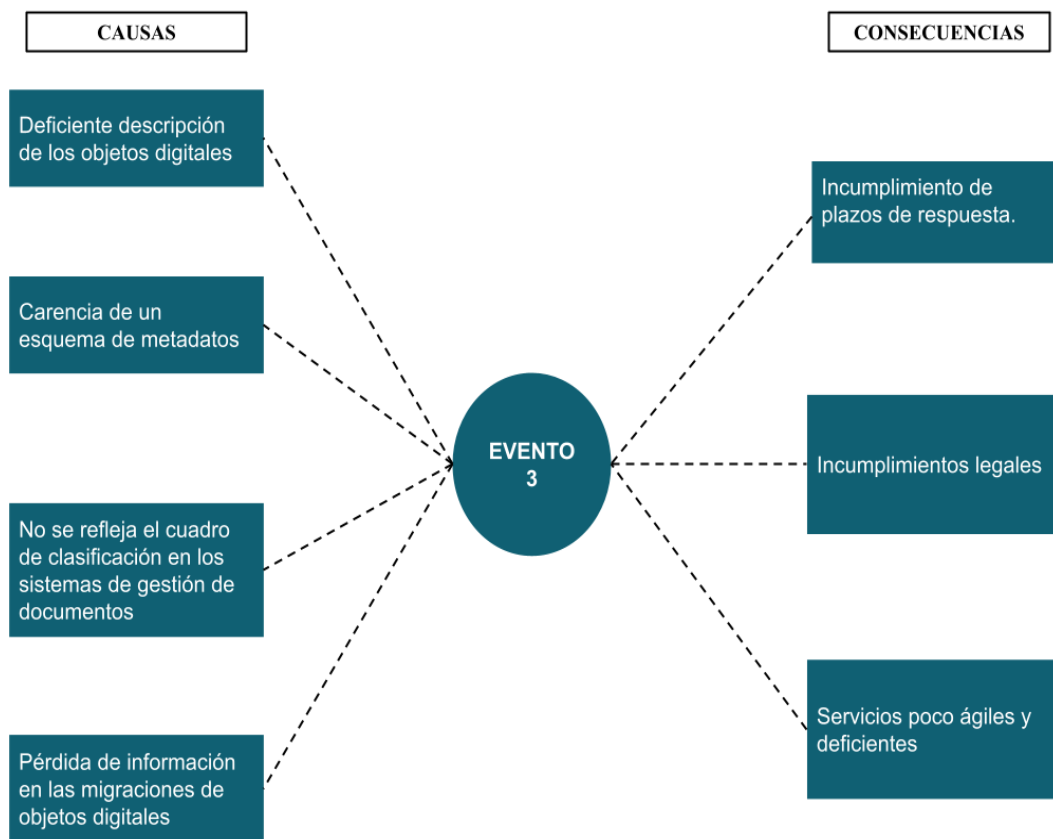 CAUSAS
Deficiente descripción
de los objetos digitales
Carencia de un
esquema de metadatos
No se refleja el cuadro
de clasificación en los
sistemas de gestión de
documentos
Pérdida de información
en las migraciones de
objetos digitales
EVENTO
3
CONSECUENCIAS
Incumplimiento de
plazos de respuesta.
Incumplimientos legales
Servicios poco ágiles y
deficientes